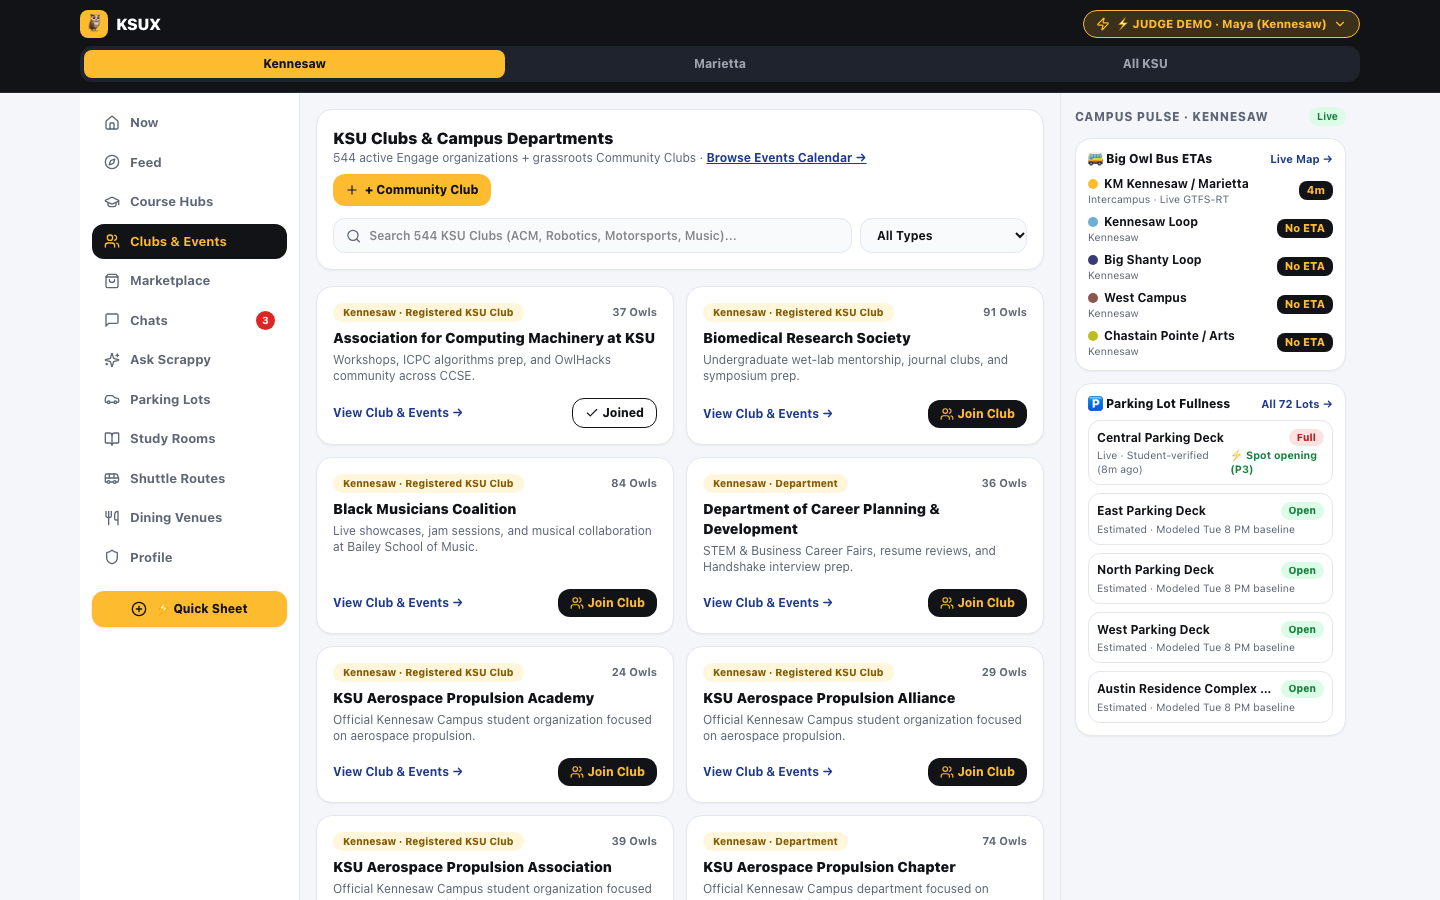 KSUX
⚡ JUDGE DEMO · Maya (Kennesaw)
Kennesaw
Marietta
All KSU
Now
Feed
Course Hubs
Clubs & Events
Marketplace
Chats
3
Ask Scrappy
Parking Lots
Study Rooms
Shuttle Routes
Dining Venues
Profile
⚡ Quick Sheet
KSU Clubs & Campus Departments
544 active Engage organizations + grassroots Community Clubs · Browse Events Calendar →
+ Community Club
Search 544 KSU Clubs (ACM, Robotics, Motorsports, Music)...
All Types
Kennesaw · Registered KSU Club
37 Owls
Association for Computing Machinery at KSU
Workshops, ICPC algorithms prep, and OwlHacks
community across CCSE.
View Club & Events →
Joined
Kennesaw · Registered KSU Club
91 Owls
Biomedical Research Society
Undergraduate wet-lab mentorship, journal clubs, and
symposium prep.
View Club & Events →
Join Club
Kennesaw · Registered KSU Club
84 Owls
Black Musicians Coalition
Live showcases, jam sessions, and musical collaboration
at Bailey School of Music.
View Club & Events →
Join Club
Kennesaw · Department
36 Owls
Department of Career Planning &
Development
STEM & Business Career Fairs, resume reviews, and
Handshake interview prep.
View Club & Events →
Join Club
Kennesaw · Registered KSU Club
24 Owls
KSU Aerospace Propulsion Academy
Official Kennesaw Campus student organization focused
on aerospace propulsion.
View Club & Events →
Join Club
Kennesaw · Registered KSU Club
29 Owls
KSU Aerospace Propulsion Alliance
Official Kennesaw Campus student organization focused
on aerospace propulsion.
View Club & Events →
Join Club
Kennesaw · Registered KSU Club
39 Owls
KSU Aerospace Propulsion Association
Official Kennesaw Campus student organization focused
Kennesaw · Department
74 Owls
KSU Aerospace Propulsion Chapter
Official Kennesaw Campus department focused on
CAMPUS PULSE · KENNESAW
Live
Big Owl Bus ETAs
Live Map →
KM Kennesaw / Marietta
Intercampus · Live GTFS-RT
4m
Kennesaw Loop
Kennesaw
No ETA
Big Shanty Loop
Kennesaw
No ETA
West Campus
Kennesaw
No ETA
Chastain Pointe / Arts
Kennesaw
No ETA
🅿️ Parking Lot Fullness
All 72 Lots →
Central Parking Deck
Full
Live · Student-verified
(8m ago)
⚡ Spot opening
(P3)
East Parking Deck
Open
Estimated · Modeled Tue 8 PM baseline
North Parking Deck
Open
Estimated · Modeled Tue 8 PM baseline
West Parking Deck
Open
Estimated · Modeled Tue 8 PM baseline
Austin Residence Complex ...
Open
Estimated · Modeled Tue 8 PM baseline